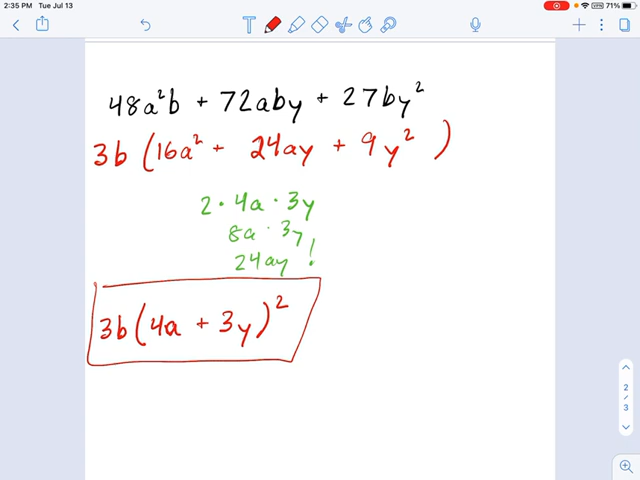 2:35 PM Tue Jul 13
VPN 71%
48a²b + 72aby + 27by²
3b (16a² + 24ay + 9y²)
2 · 4a · 3y
8a · 3y
24ay !
3b(4a + 3y)²
2
/
3